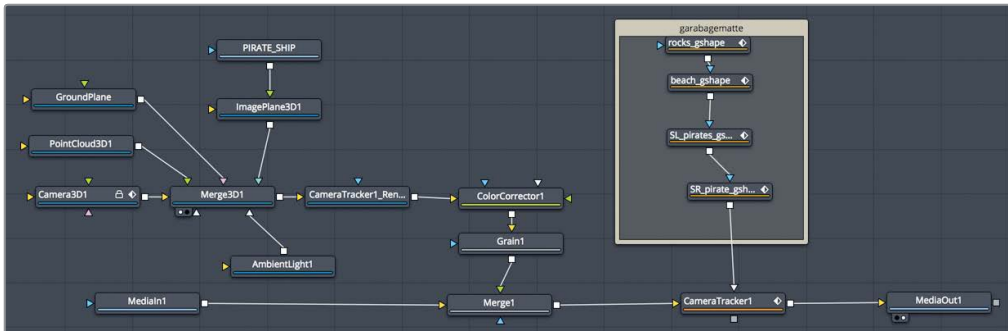 garabagematte
rocks_gshape
PIRATE_SHIP
beach_gshape
GroundPlane
ImagePlane3D1
PointCloud3D1
SL_pirates_gs...
Camera3D1
Merge3D1
CameraTracker1_Ren...
ColorCorrector1
SR_pirate_gsh...
Grain1
AmbientLight1
MediaIn1
Merge1
CameraTracker1
MediaOut1